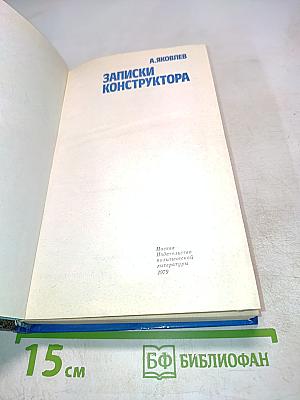 А. ЯКОВЛЕВ
ЗАПИСКИ
КОНСТРУКТОРА
Москва
Издательство
политической
литературы
1979
15 см
БФ БИБЛИОФАН